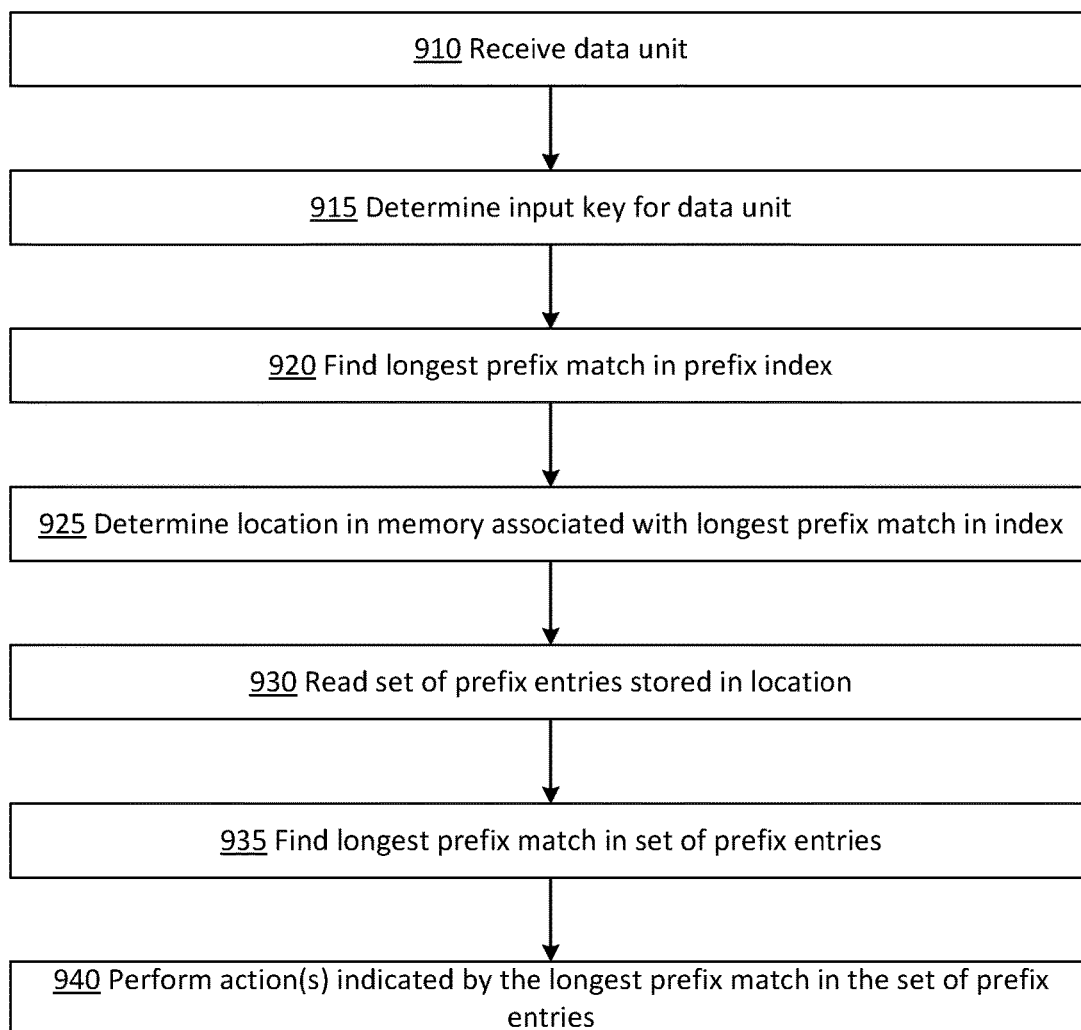 910 Receive data unit
915 Determine input key for data unit
920 Find longest prefix match in prefix index
925 Determine location in memory associated with longest prefix match in index
930 Read set of prefix entries stored in location
935 Find longest prefix match in set of prefix entries
940 Perform action(s) indicated by the longest prefix match in the set of prefix
entries